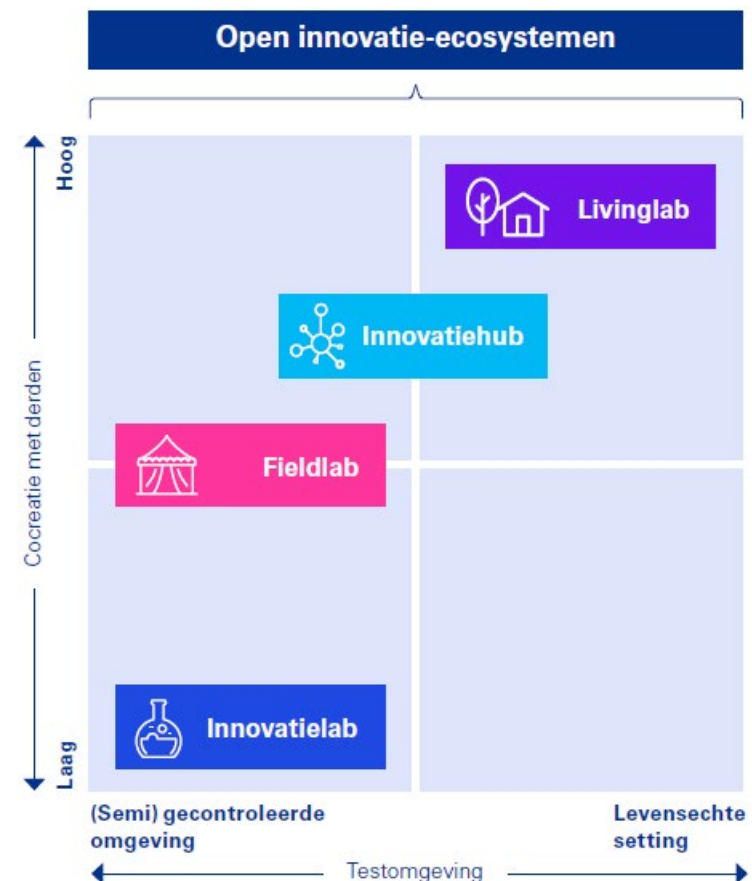 Open innovatie-ecosystemen
Hoog
Livinglab
Innovatiehub
Cocreatie met derden
Fieldlab
Innovatielab
Laag
(Semi) gecontroleerde
omgeving
Levensechte
setting
Testomgeving